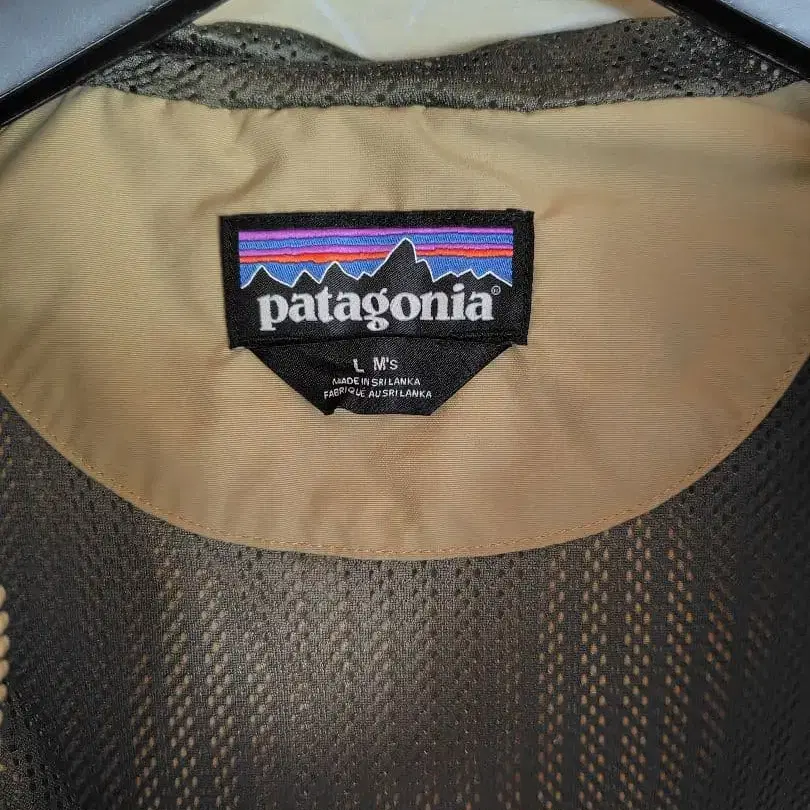 patagonia®
L M's
MADE IN SRI LANKA
FABRIQUE AU SRI LANKA